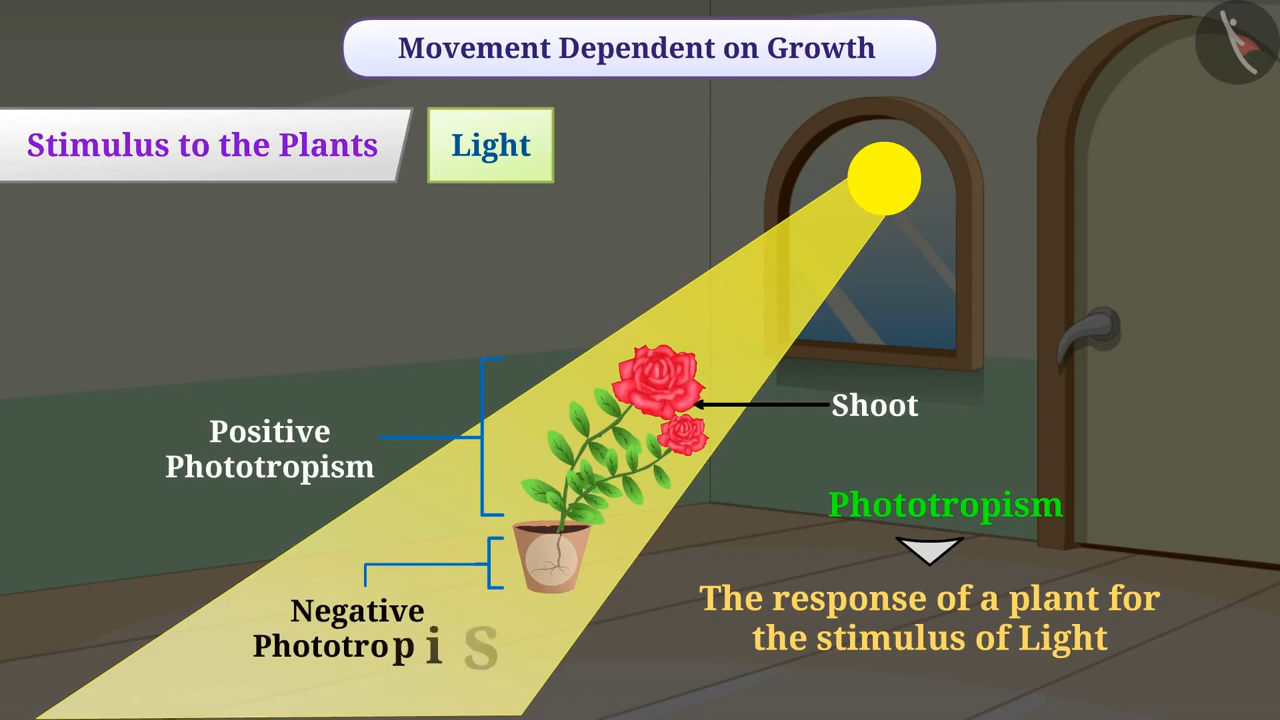 Movement Dependent on Growth
Stimulus to the Plants
Light
Shoot
Positive
Phototropism
Phototropism
The response of a plant for
the stimulus of Light
Negative
Phototropis